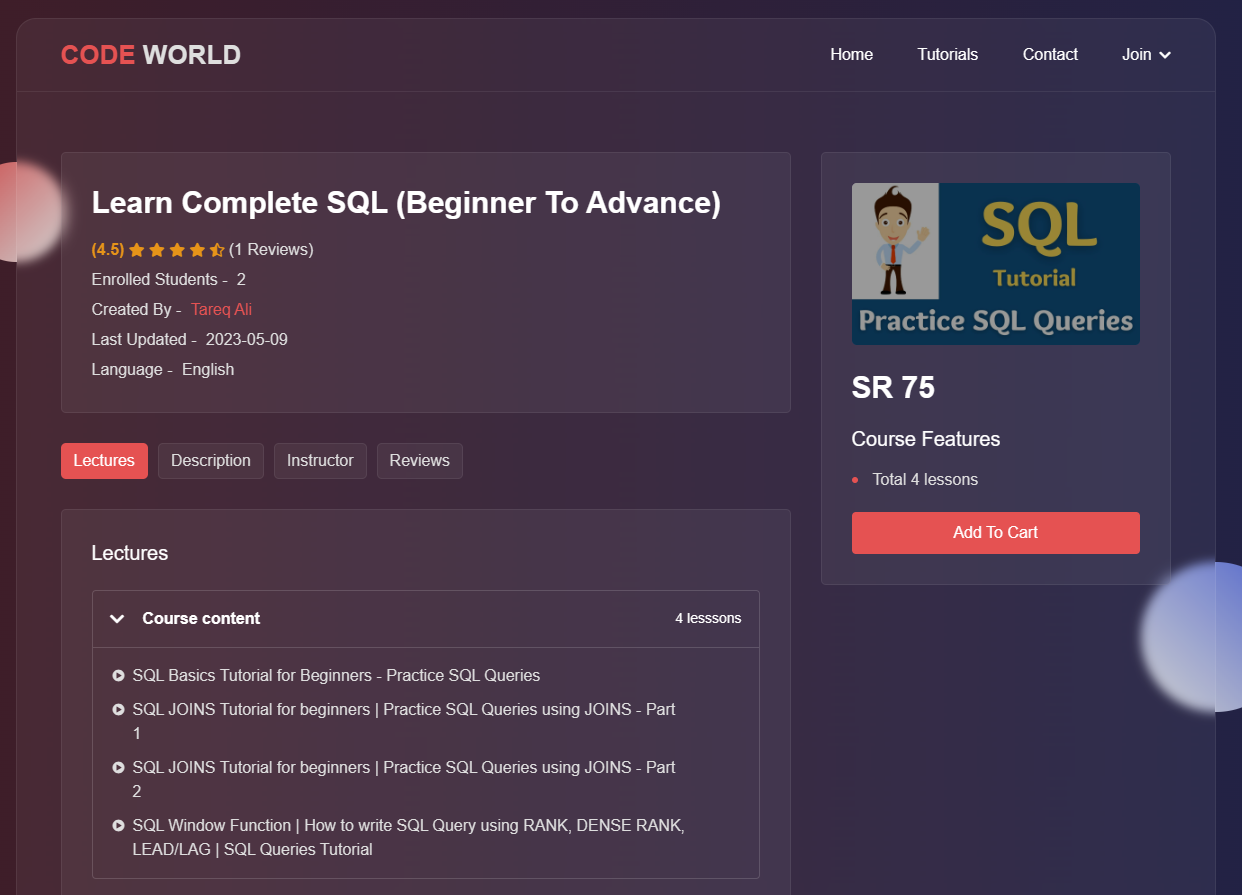 CODE WORLD
Home
Tutorials
Contact
Join
Learn Complete SQL (Beginner To Advance)
(4.5) (1 Reviews)
Enrolled Students - 2
Created By - Tareq Ali
Last Updated - 2023-05-09
Language - English
SQL
Tutorial
Practice SQL Queries
SR 75
Course Features
Total 4 lessons
Add To Cart
Lectures
Description
Instructor
Reviews
Lectures
Course content
4 lesssons
SQL Basics Tutorial for Beginners - Practice SQL Queries
SQL JOINS Tutorial for beginners | Practice SQL Queries using JOINS - Part
1
SQL JOINS Tutorial for beginners | Practice SQL Queries using JOINS - Part
2
SQL Window Function | How to write SQL Query using RANK, DENSE RANK,
LEAD/LAG | SQL Queries Tutorial